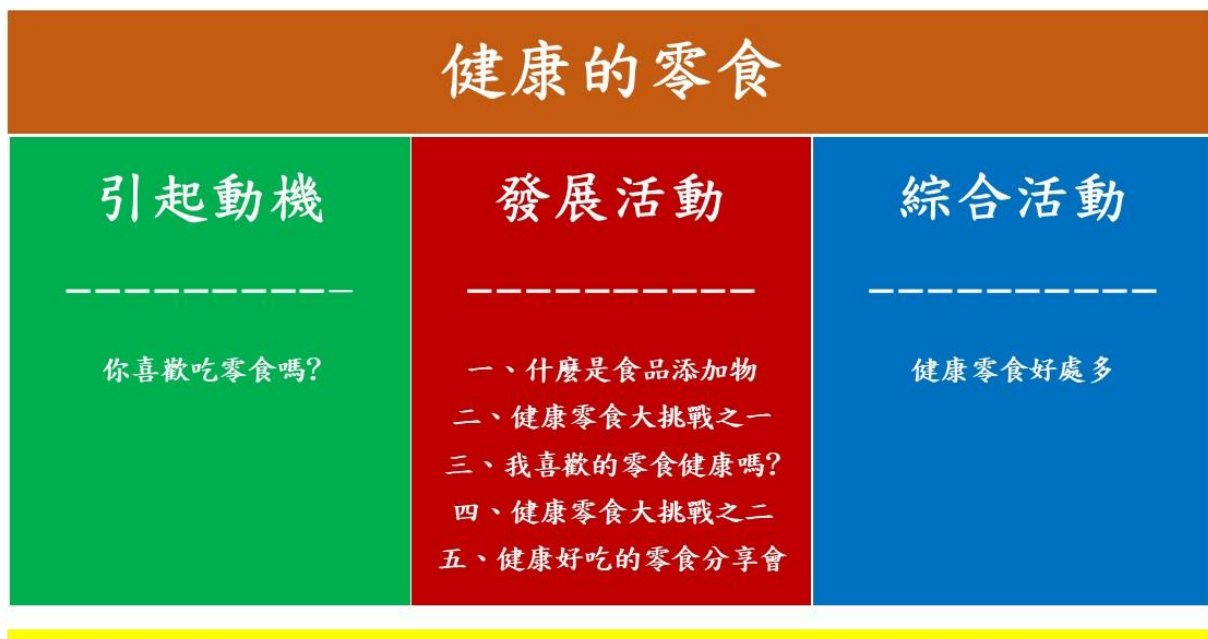 健康的零食
引起動機
你喜歡吃零食嗎?
發展活動
一、什麼是食品添加物
二、健康零食大挑戰之一
三、我喜歡的零食健康嗎?
四、健康零食大挑戰之二
五、健康好吃的零食分享會
綜合活動
健康零食好處多